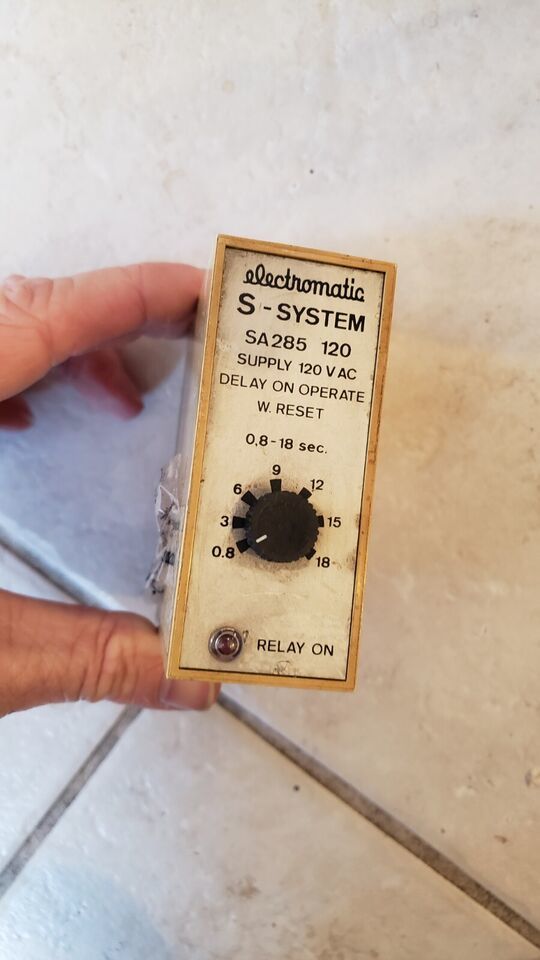 electromatic
S-SYSTEM
SA285 120
SUPPLY 120 V AC
DELAY ON OPERATE
W. RESET
0,8-18 sec.
9
6 12
3 15
0.8 18
RELAY ON